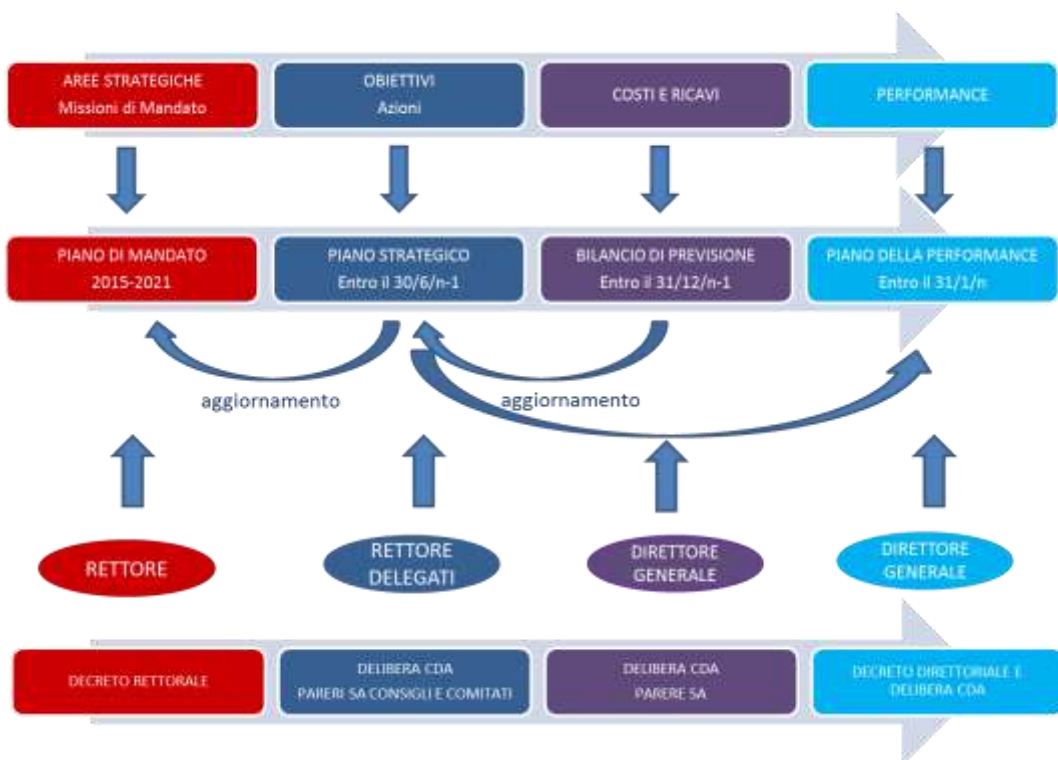 AREE STRATEGICHE
Missioni di Mandato
OBIETTIVI
Azioni
COSTI E RICAVI
PERFORMANCE
PIANO DI MANDATO
2015-2021
PIANO STRATEGICO
Entro il 30/6/n-1
BILANCIO DI PREVISIONE
Entro il 31/12/n-1
PIANO DELLA PERFORMANCE
Entro il 31/1/n
aggiornamento
aggiornamento
RETTORE
RETTORE
DELEGATI
DIRETTORE
GENERALE
DIRETTORE
GENERALE
DECRETO RETTORALE
DELIBERA CDA
PARERI SA CONSIGLI E COMITATI
DELIBERA CDA
PARERE SA
DECRETO DIRETTORIALE E
DELIBERA CDA